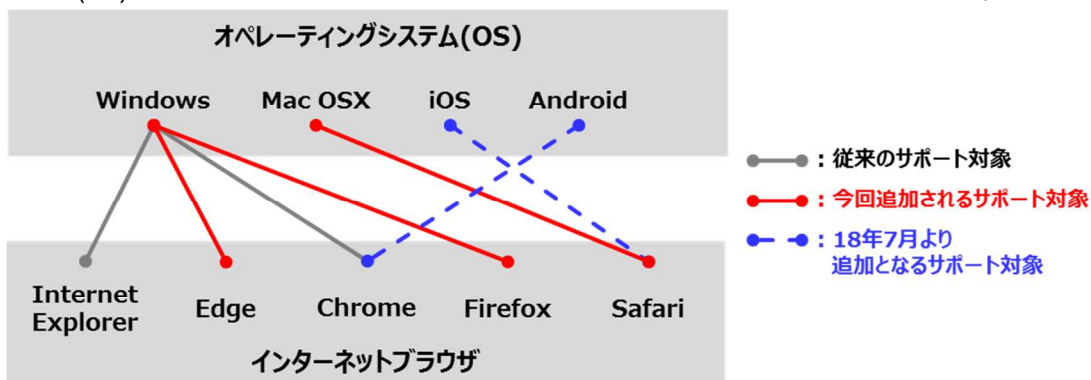 オペレーティングシステム(OS)
Windows Mac OSX iOS Android
：従来のサポート対象
：今回追加されるサポート対象
：18年7月より
追加となるサポート対象
Internet
Explorer
Edge Chrome Firefox Safari
インターネットブラウザ